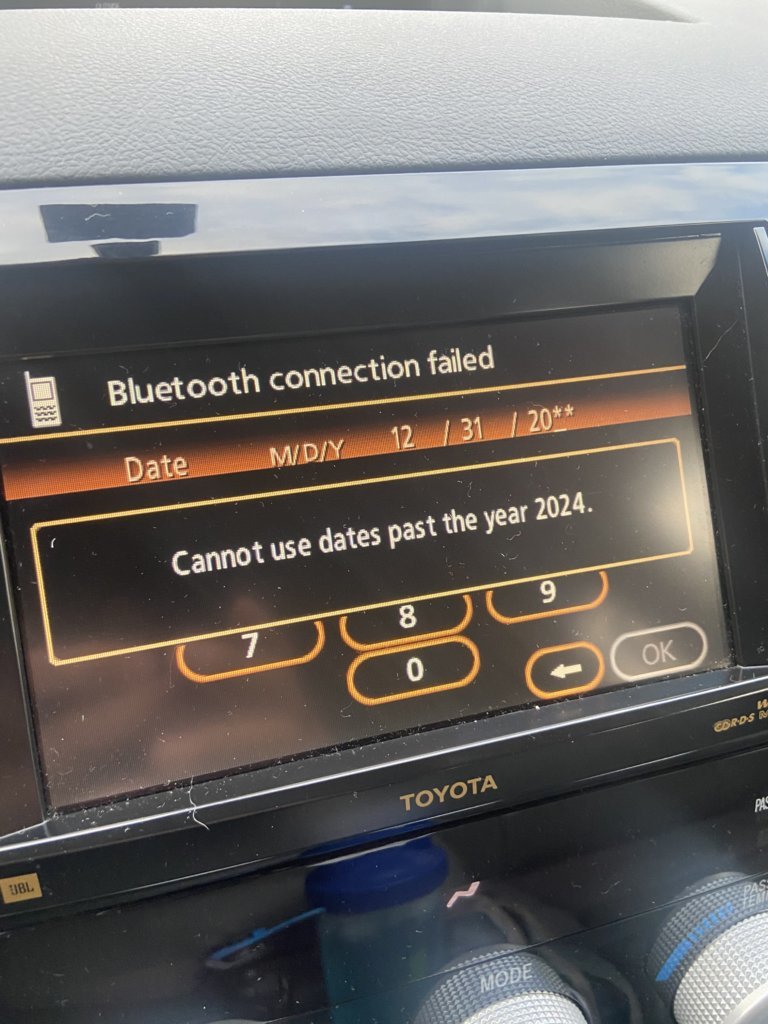 Bluetooth connection failed
Date M/D/Y 12 / 31 / 20**
Cannot use dates past the year 2024.
7 8 9
0 OK
TOYOTA
JBL
MODE